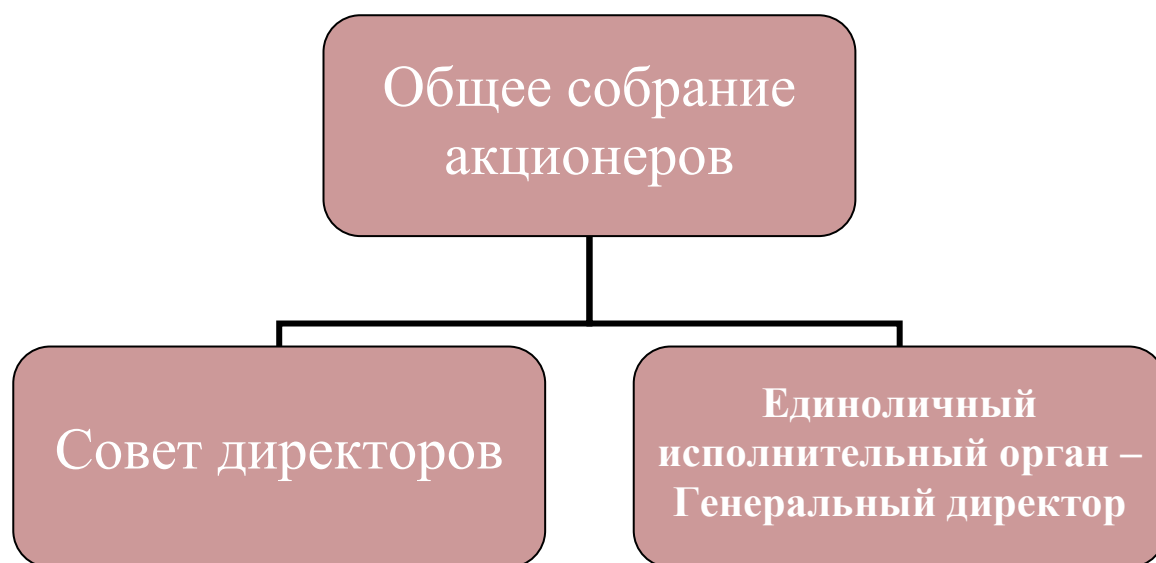 Общее собрание
акционеров
Совет директоров
Единоличный
исполнительный орган –
Генеральный директор